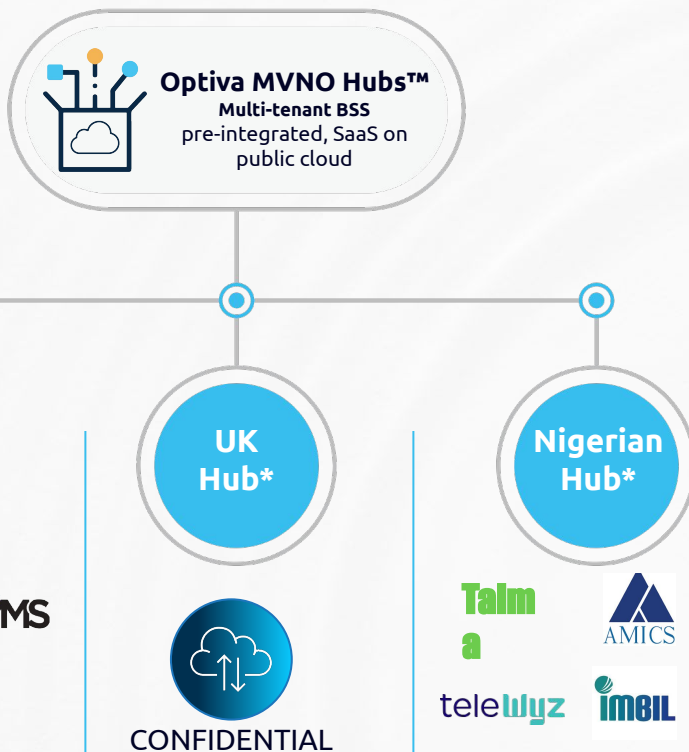 Optiva MVNO Hubs™
Multi-tenant BSS
pre-integrated, SaaS on
public cloud
UK
Hub*
Nigerian
Hub*
MS
CONFIDENTIAL
Talm
a
AMICS
telewyz
imBIL